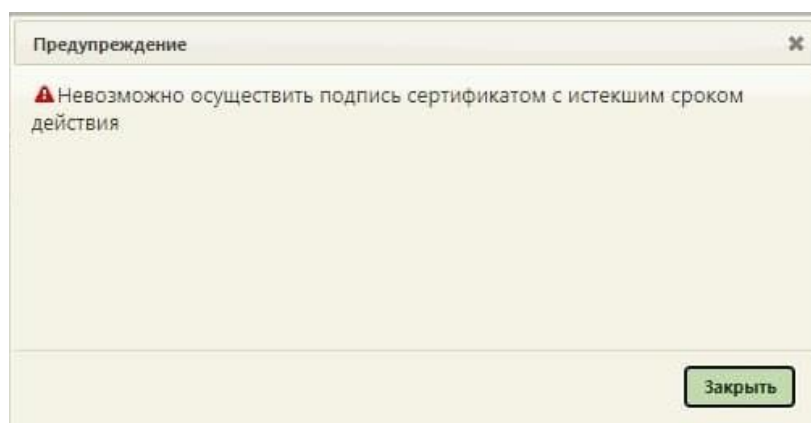 Предупреждение
Невозможно осуществить подпись сертификатом с истекшим сроком
действия
Закрыть